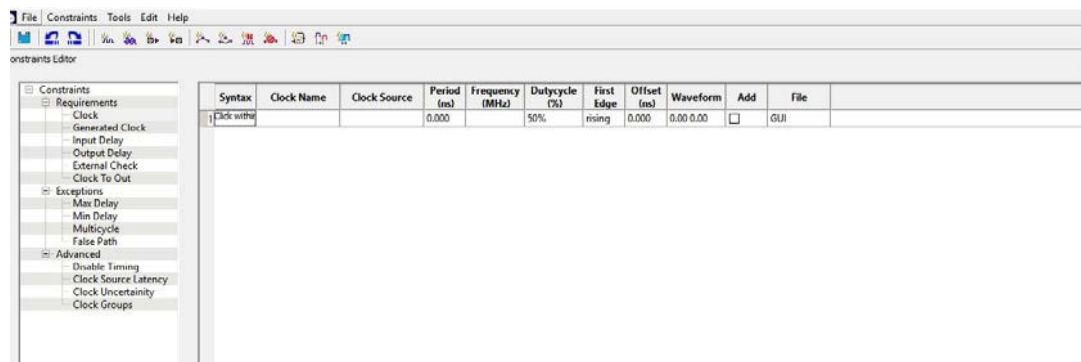 File Constraints Tools Edit Help
onstraints Editor
Constraints
Requirements
Clock
Generated Clock
Input Delay
Output Delay
External Check
Clock To Out
Exceptions
Max Delay
Min Delay
Multicycle
False Path
Advanced
Disable Timing
Clock Source Latency
Clock Uncertainity
Clock Groups
Syntax Clock Name Clock Source Period (ns) Frequency (MHz) Dutycycle (%) First Edge Offset (ns) Waveform Add File
1 Click withi 0.000 50% rising 0.000 0.00 0.00 GUI